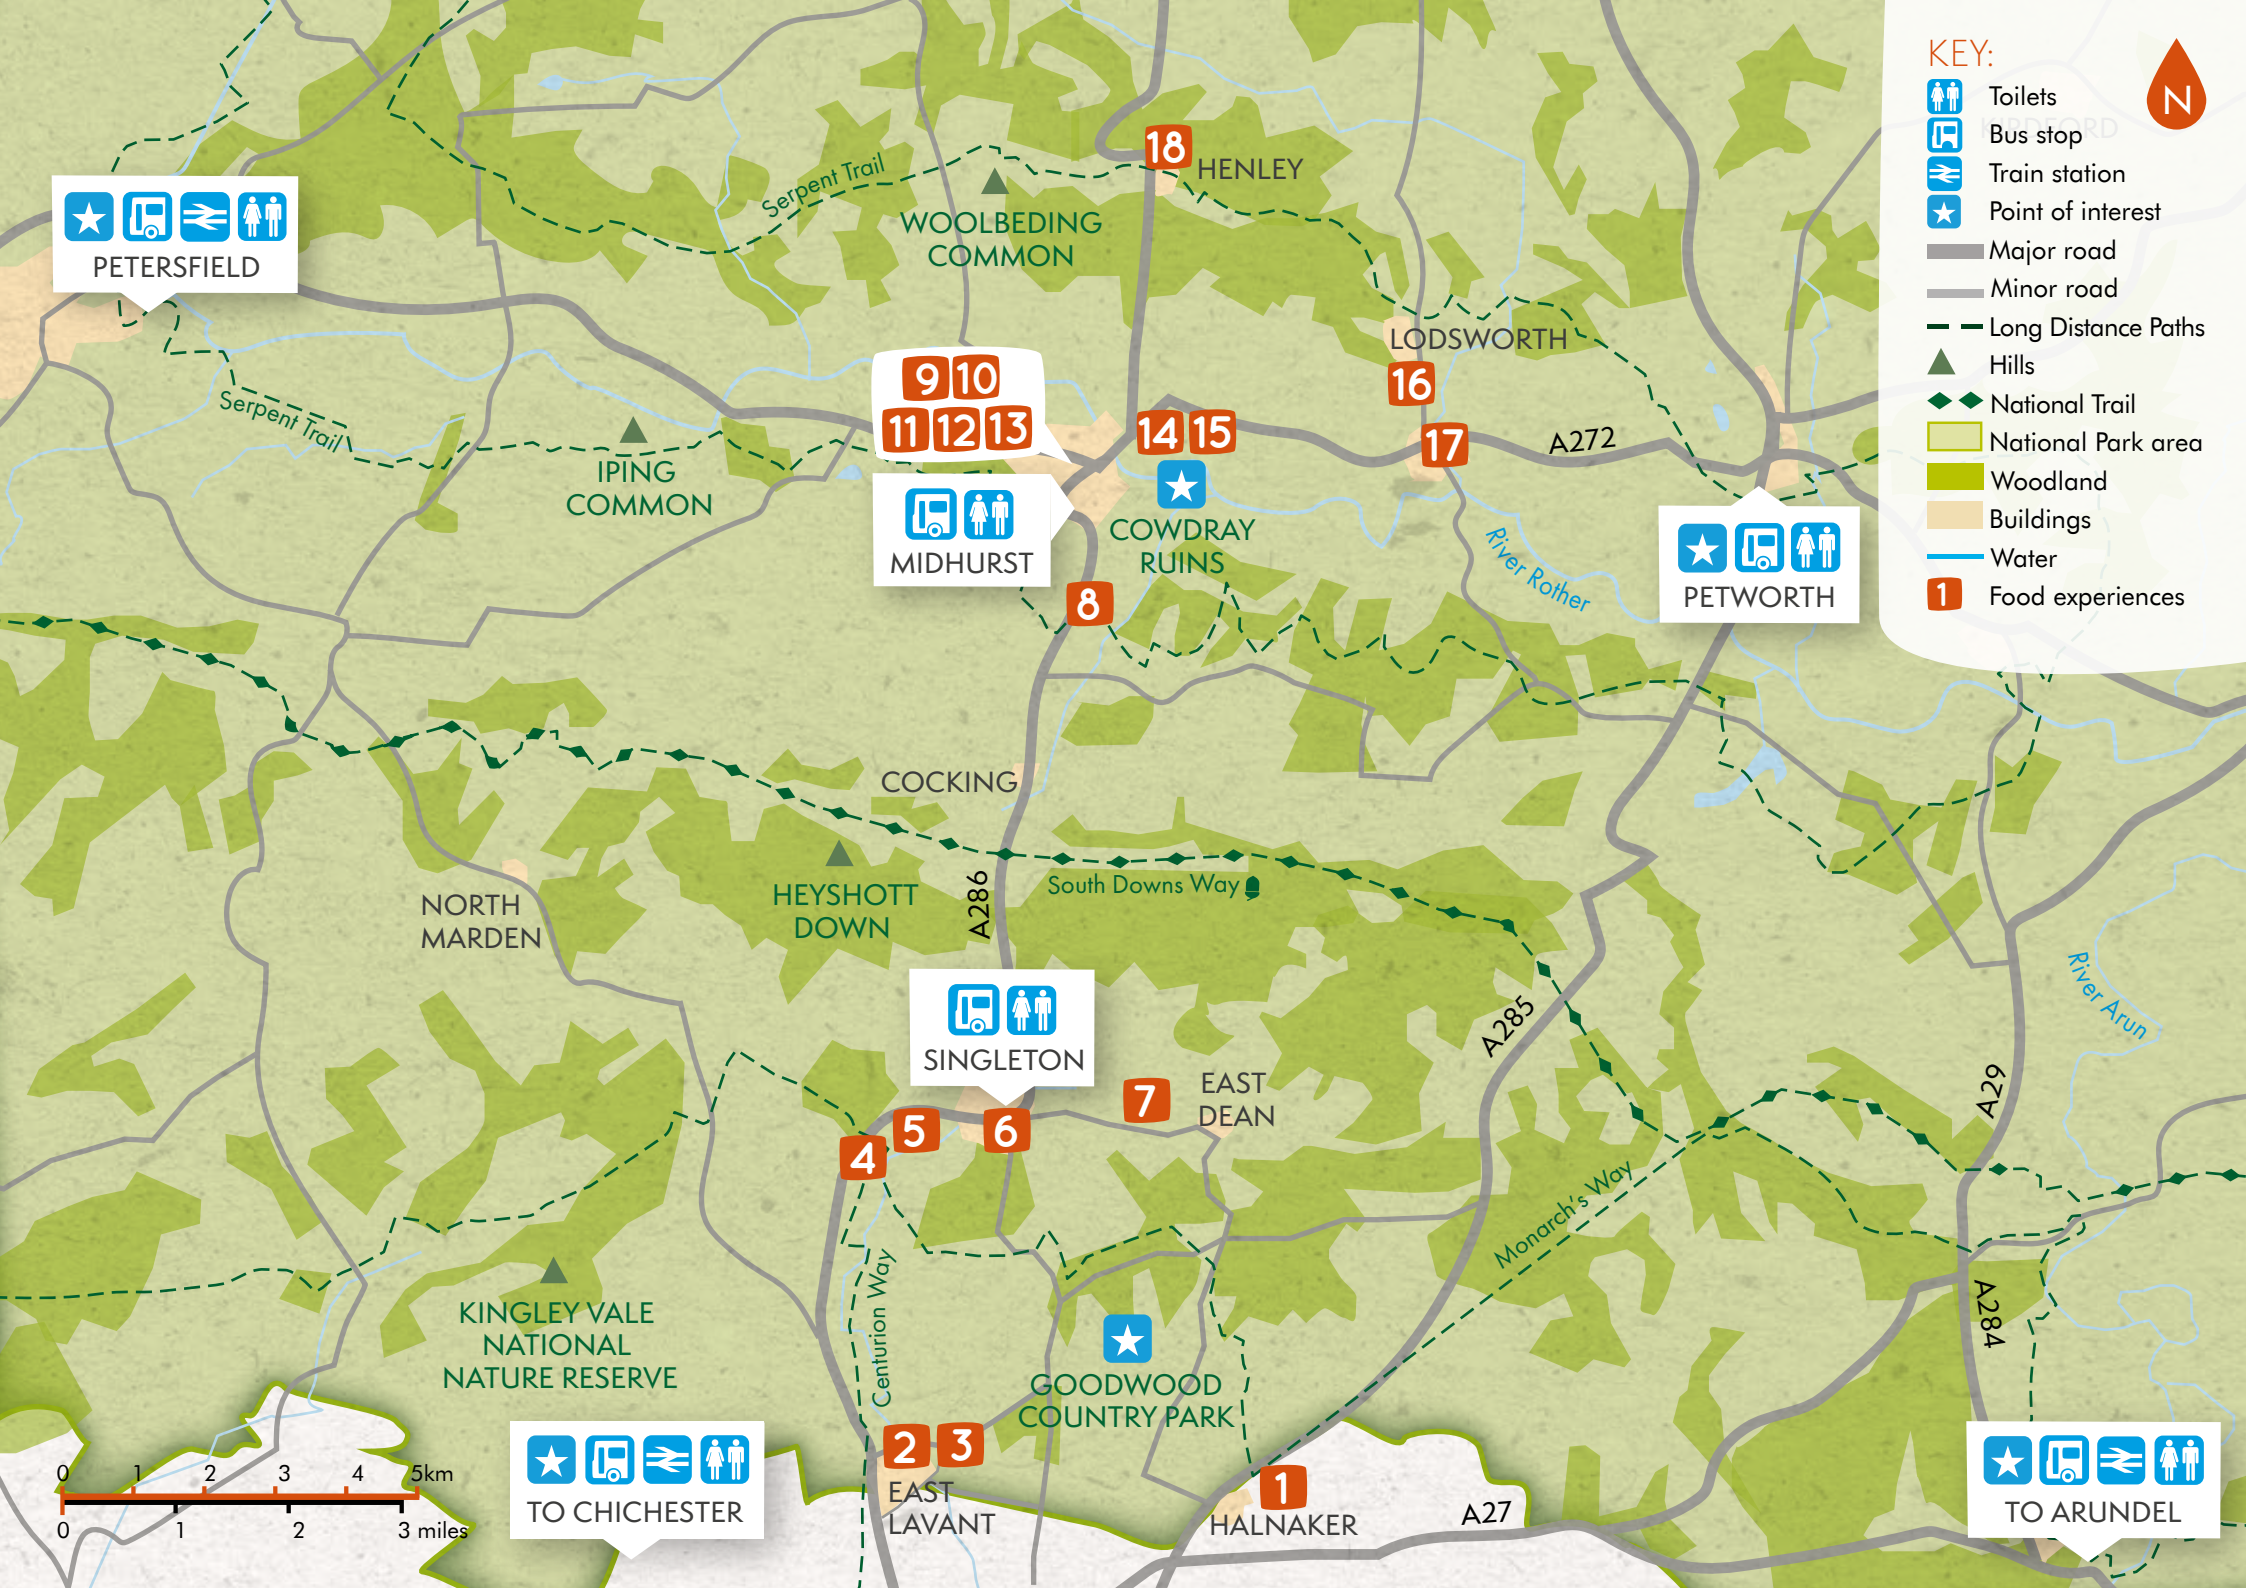 KEY:
N
Toilets
KIRDFORD
Bus stop
Train station
Point of interest
Major road
Minor road
Long Distance Paths
Hills
National Trail
National Park area
Woodland
Buildings
Water
1 Food experiences
18
HENLEY
Serpent Trail
WOOLBEDING
COMMON
PETERSFIELD
LODSWORTH
16
9 10
11 12 13
14 15
17
A272
Serpent Trail
IPING
COMMON
MIDHURST
COWDRAY
RUINS
River Rother
PETWORTH
8
COCKING
HEYSHOTT
DOWN
A286
South Downs Way
NORTH
MARDEN
River Arun
A285
SINGLETON
A29
7
EAST
DEAN
5
6
4
Monarch's Way
Centurion Way
KINGLEY VALE
NATIONAL
NATURE RESERVE
A284
GOODWOOD
COUNTRY PARK
2 3
EAST
LAVANT
1
HALNAKER
A27
TO CHICHESTER
TO ARUNDEL
0 1 2 3 4 5km
0 1 2 3 miles